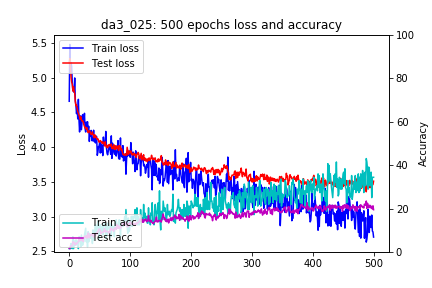 da3_025: 500 epochs loss and accuracy
Train loss
Test loss
Train acc
Test acc
Loss
5.5
5.0
4.5
4.0
3.5
3.0
2.5
Accuracy
100
80
60
40
20
0
0
100
200
300
400
500